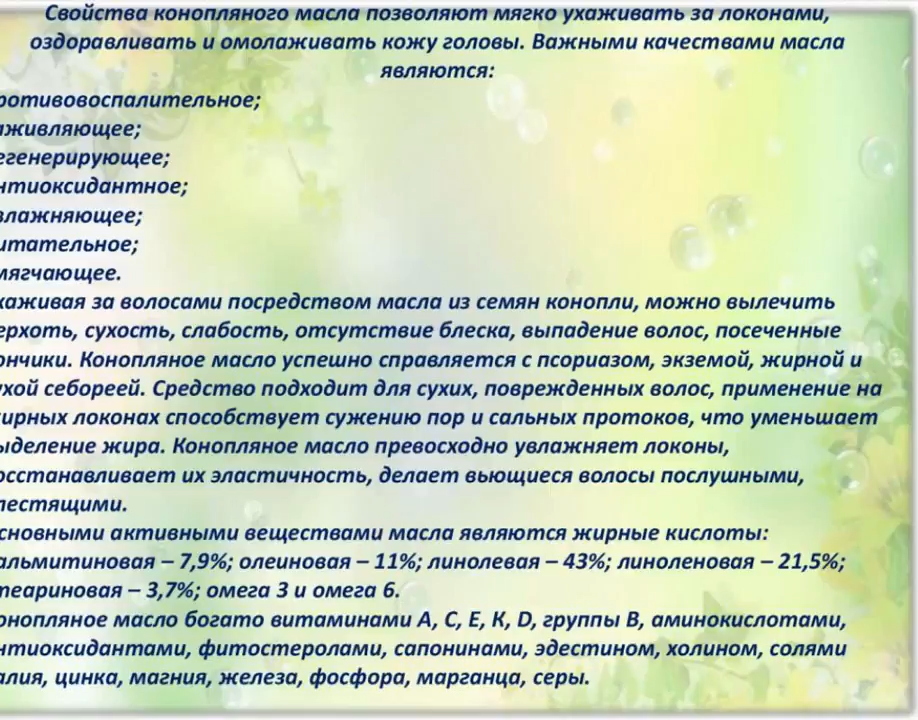 Свойства конопляного масла позволяют мягко ухаживать за локонами,
оздоравливать и омолаживать кожу головы. Важными качествами масла
являются:
ротивовоспалительное;
аживляющее;
егенерирующее;
нтиоксидантное;
влажняющее;
итательное;
мягчающее.
хаживая за волосами посредством масла из семян конопли, можно вылечить
ерхоть, сухость, слабость, отсутствие блеска, выпадение волос, посеченные
ончики. Конопляное масло успешно справляется с псориазом, экземой, жирной и
ухой себореей. Средство подходит для сухих, поврежденных волос, применение на
ирных локонах способствует сужению пор и сальных протоков, что уменьшает
ыделение жира. Конопляное масло превосходно увлажняет локоны,
осстанавливает их эластичность, делает вьющиеся волосы послушными,
лестящими.
сновными активными веществами масла являются жирные кислоты:
альмитиновая – 7,9%; олеиновая – 11%; линолевая – 43%; линоленовая – 21,5%;
теариновая – 3,7%; омега 3 и омега 6.
онопляное масло богато витаминами А, С, Е, К, D, группы В, аминокислотами,
нтиоксидантами, фитостеролами, сапонинами, эдестином, холином, солями
алия, цинка, магния, железа, фосфора, марганца, серы.